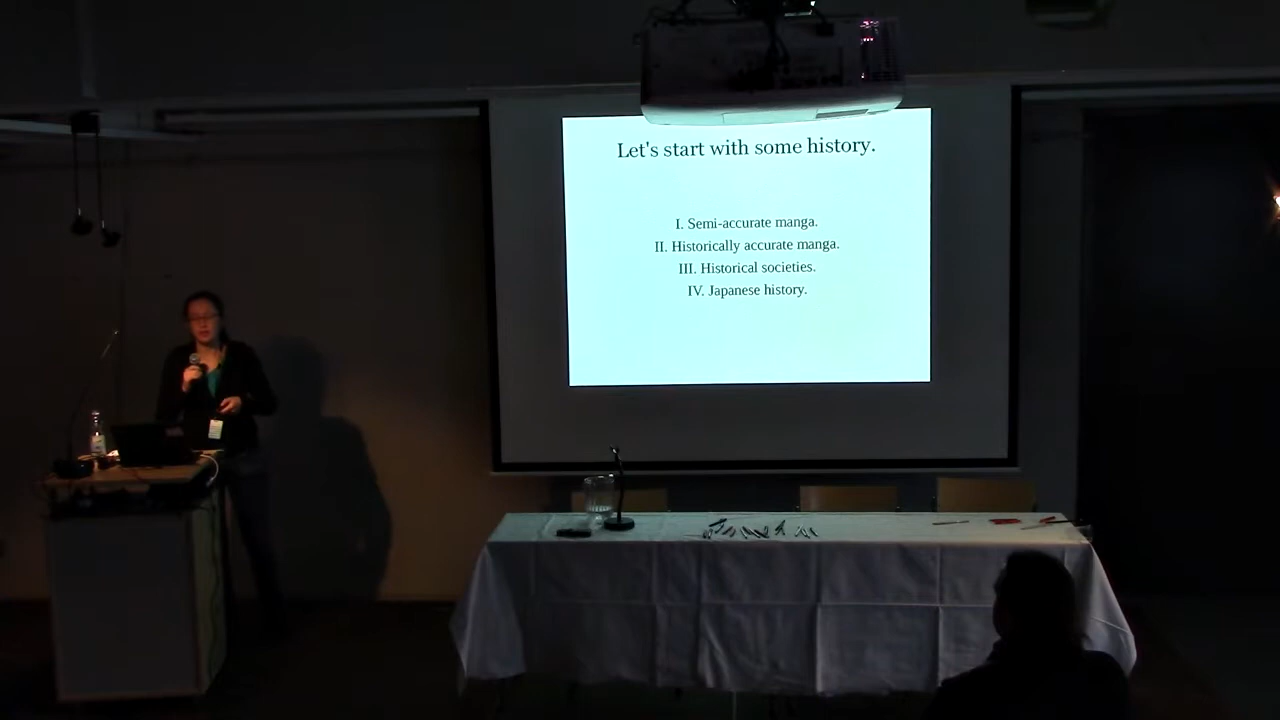 Let's start with some history.
I. Semi-accurate manga.
II. Historically accurate manga.
III. Historical societies.
IV. Japanese history.